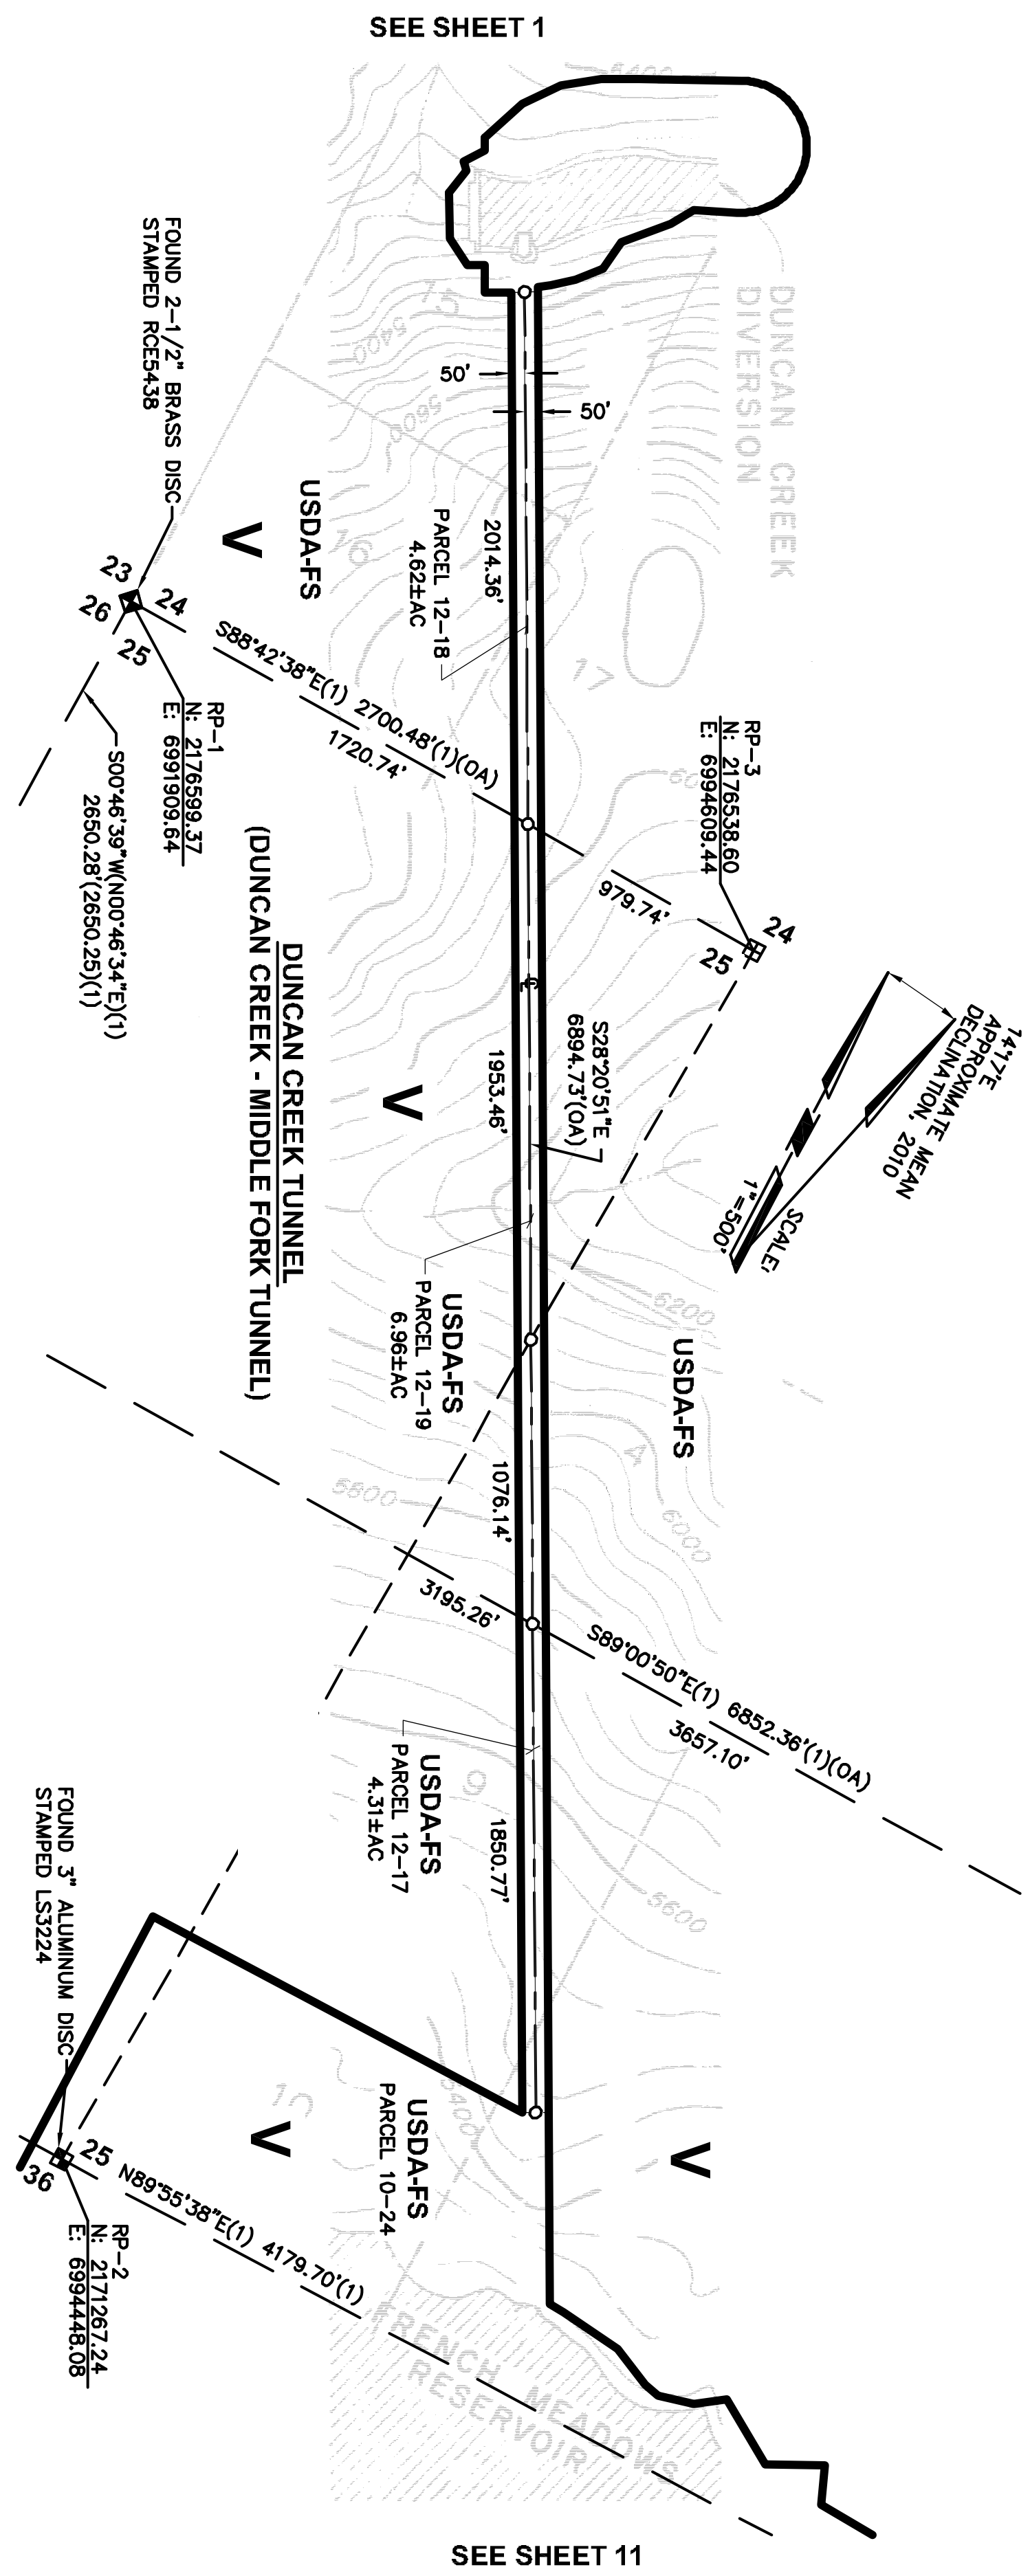 SEE SHEET 1
FOUND 2-1/2" BRASS DISC
STAMPED RCE5438
DUNCAN CREEK
DIVERSION
50'
50'
USDA-FS
V
2014.36'
PARCEL 12-18
4.62±AC
23
24
26
25
S88°42'38"E(1) 2700.48'(1)(OA)
1720.74'
979.74'
RP-1
N: 2176599.37
E: 6991909.64
S00°46'39"W(N00°46'34"E)(1)
2650.28'(2650.25)(1)
RP-3
N: 2176538.60
E: 6994609.44
24
25
14°17'E
APPROXIMATE MEAN
DECLINATION, 2010
SCALE:
1"=500'
DUNCAN CREEK TUNNEL
(DUNCAN CREEK - MIDDLE FORK TUNNEL)
V
S28°20'51"E
6894.73'(OA)
1953.46'
USDA-FS
PARCEL 12-19
6.96±AC
USDA-FS
6200
6000
6800
1076.14'
3195.26'
S89°00'50"E(1) 6852.36'(1)(OA)
3657.10'
USDA-FS
PARCEL 12-17
4.31±AC
1850.77'
9
FOUND 3" ALUMINUM DISC
STAMPED LS3224
25
36
N89°55'38"E(1) 4179.70'(1)
RP-2
N: 2171267.24
E: 6994448.08
V
USDA-FS
PARCEL 10-24
V
FRENCH MEADOWS
RESERVOIR
SEE SHEET 11